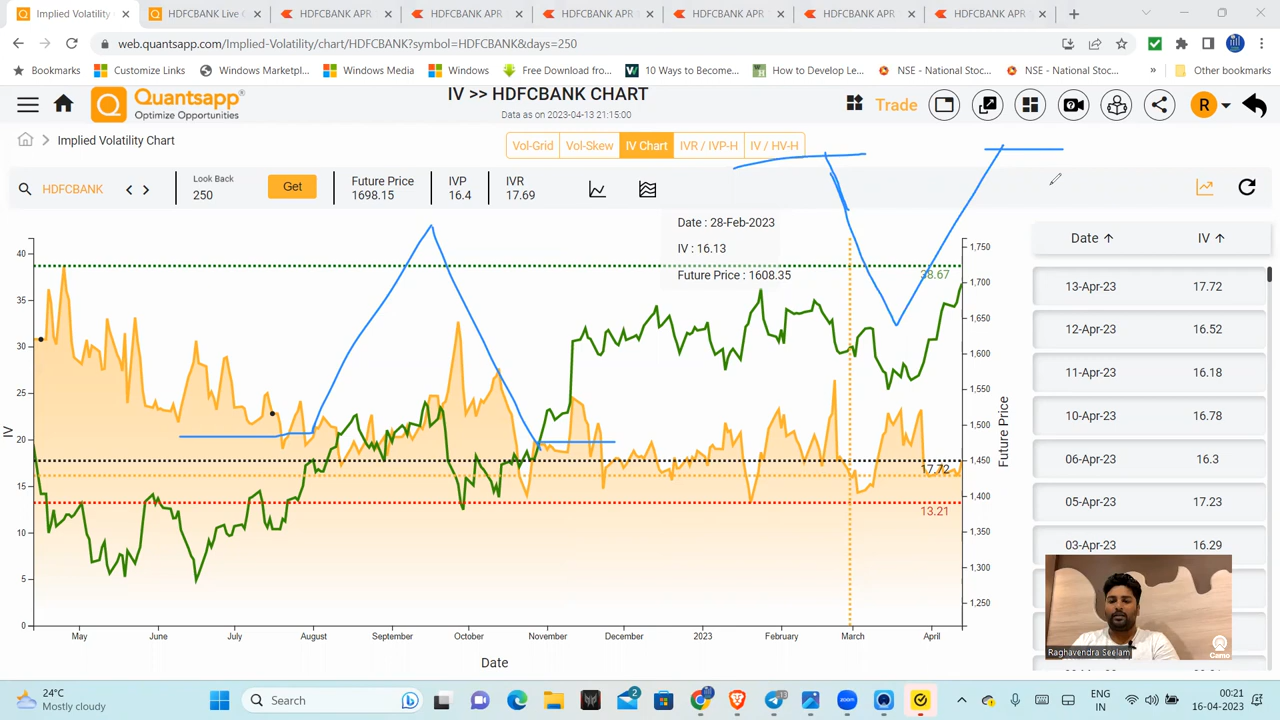 Implied Volatility
HDFCBANK Live
HDFCBANK APR
HDFCBANK APR
HDFCBANK APR
HDFCBANK APR
HDFCBANK APR
HDFCBANK APR
web.quantsapp.com/Implied-Volatility/chart/HDFCBANK?symbol=HDFCBANK&days=250
Bookmarks
Customize Links
Windows Marketpl...
Windows Media
Windows
Free Download fro...
10 Ways to Become...
How to Develop Le...
NSE - National Stoc...
NSE - National Stoc...
»
Other bookmarks
Quantsapp®
Optimize Opportunities
IV >> HDFCBANK CHART
Data as on 2023-04-13 21:15:00
Trade
R
Implied Volatility Chart
Vol-Grid
Vol-Skew
IV Chart
IVR / IVP-H
IV / HV-H
HDFCBANK
Look Back
250
Get
Future Price
1698.15
IVP
16.4
IVR
17.69
Date : 28-Feb-2023
IV : 16.13
Future Price : 1608.35
40
35
30
25
20
15
10
5
0
IV
38.67
17.72
13.21
1,750
1,700
1,650
1,600
1,550
1,500
1,450
1,400
1,350
1,300
1,250
Future Price
May
June
July
August
September
October
November
December
2023
February
March
April
Date
Date ↑ IV ↑
13-Apr-23 17.72
12-Apr-23 16.52
11-Apr-23 16.18
10-Apr-23 16.78
06-Apr-23 16.3
05-Apr-23 17.23
03-Apr-23 16.29
Raghavendra Seelam
Camo
24°C
Mostly cloudy
Search
2
11
zoom
ENG
IN
00:21
16-04-2023